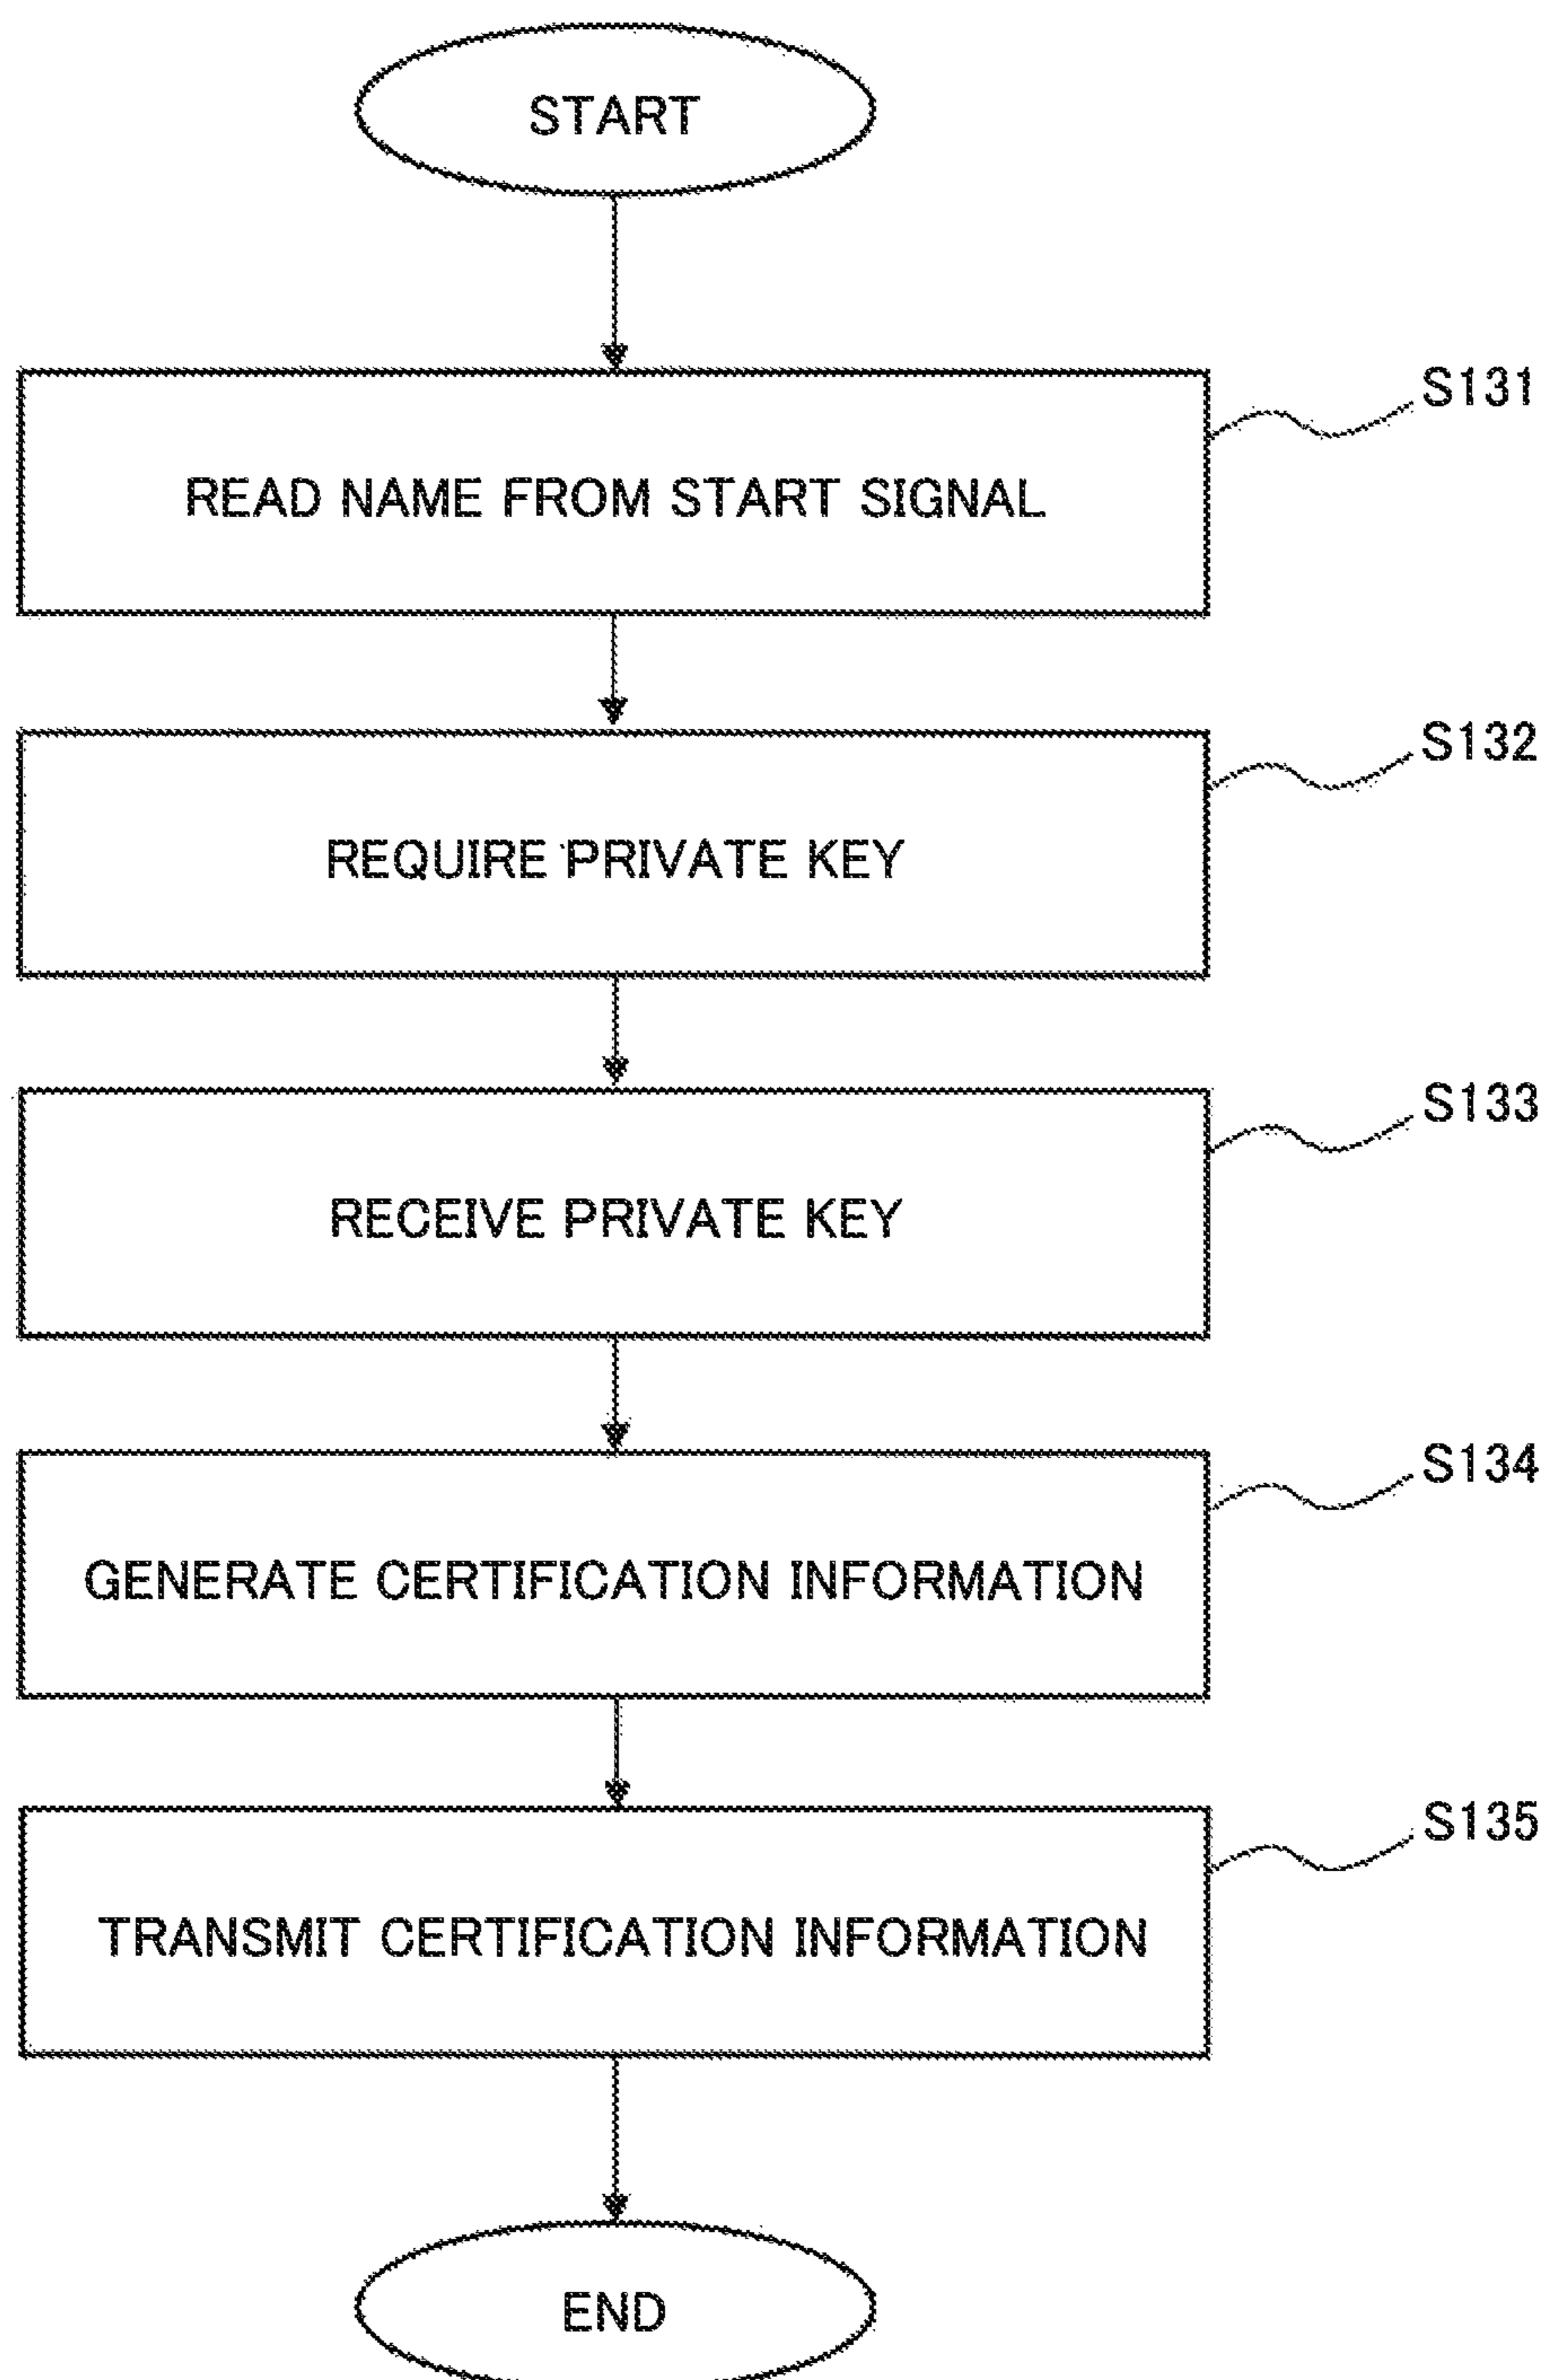 START
S131
READ NAME FROM START SIGNAL
S132
REQUIRE PRIVATE KEY
S133
RECEIVE PRIVATE KEY
S134
GENERATE CERTIFICATION INFORMATION
S135
TRANSMIT CERTIFICATION INFORMATION
END